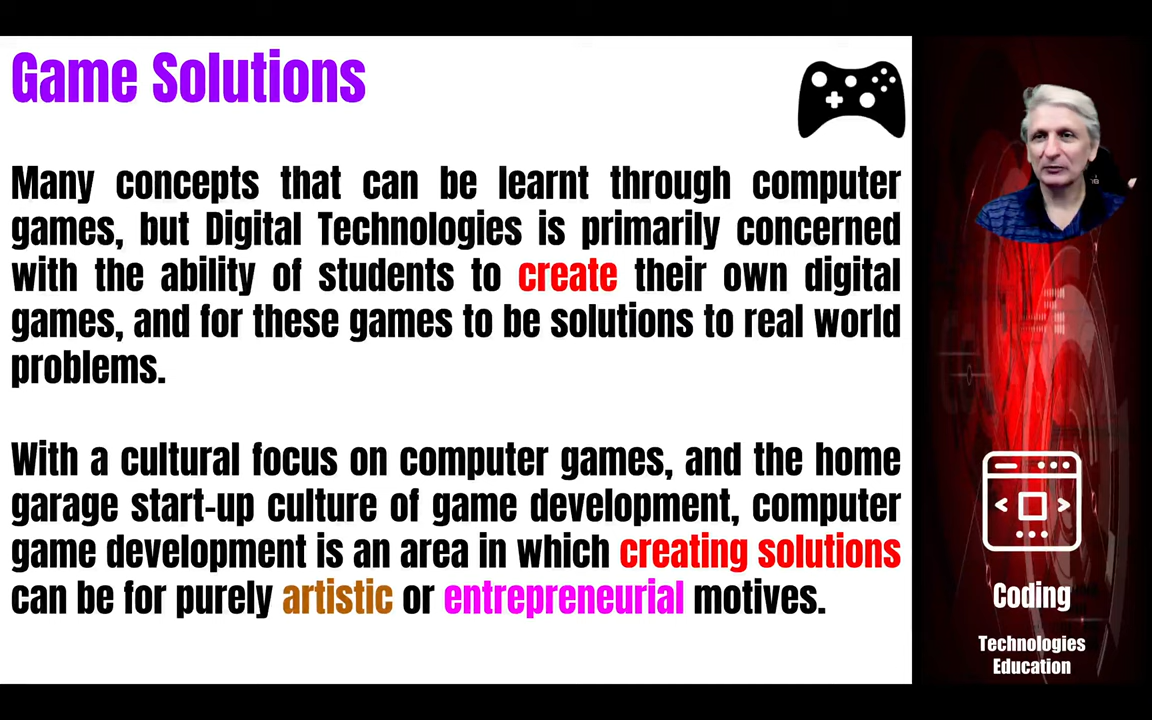 Game Solutions
Many concepts that can be learnt through computer
games, but Digital Technologies is primarily concerned
with the ability of students to create their own digital
games, and for these games to be solutions to real world
problems.
With a cultural focus on computer games, and the home
garage start-up culture of game development, computer
game development is an area in which creating solutions
can be for purely artistic or entrepreneurial motives.
Coding
Technologies
Education